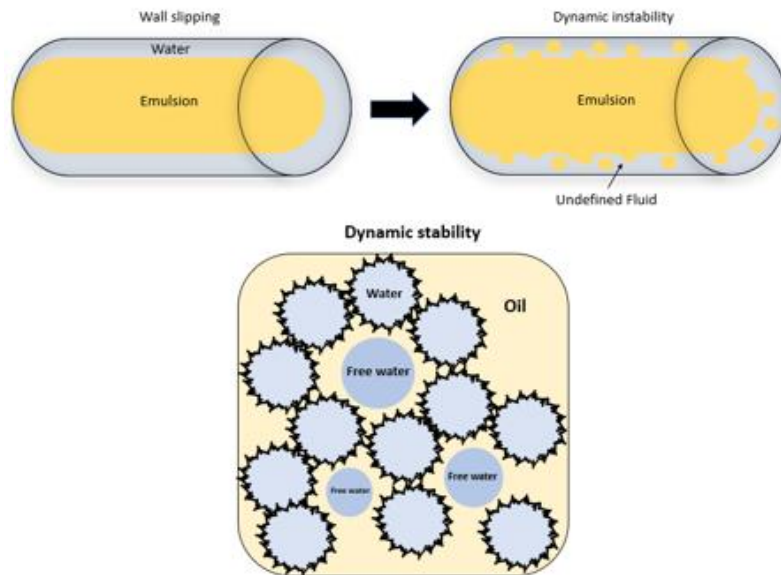 Wall slipping
Dynamic instability
Water
Emulsion
Emulsion
Undefined Fluid
Dynamic stability
Water
Oil
Free water
Free water
Free water